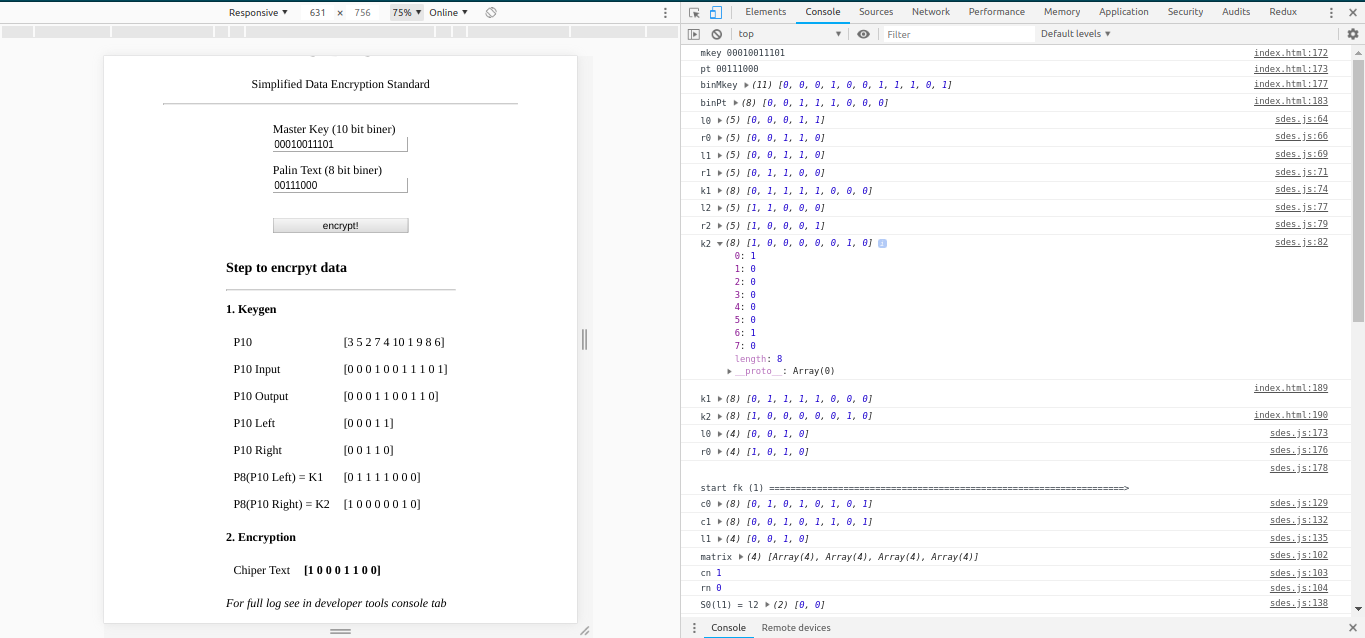 Responsive ▼ 631 × 756 75% ▼ Online ▼
Simplified Data Encryption Standard
Master Key (10 bit biner)
00010011101
Palin Text (8 bit biner)
00111000
encrypt!
Step to encrpyt data
1. Keygen
P10 [3 5 2 7 4 10 1 9 8 6]
P10 Input [0 0 0 1 0 0 1 1 1 0 1]
P10 Output [0 0 0 1 1 0 0 1 1 0]
P10 Left [0 0 0 1 1]
P10 Right [0 0 1 1 0]
P8(P10 Left) = K1 [0 1 1 1 1 0 0 0]
P8(P10 Right) = K2 [1 0 0 0 0 0 1 0]
2. Encryption
Chiper Text [1 0 0 0 1 1 0 0]
For full log see in developer tools console tab
Elements Console Sources Network Performance Memory Application Security Audits Redux
top ▼ Filter Default levels ▼
mkey 00010011101 index.html:172
pt 00111000 index.html:173
binMkey ▶(11) [0, 0, 0, 1, 0, 0, 1, 1, 1, 0, 1] index.html:177
binPt ▶(8) [0, 0, 1, 1, 1, 0, 0, 0] index.html:183
l0 ▶(5) [0, 0, 0, 1, 1] sdes.js:64
r0 ▶(5) [0, 0, 1, 1, 0] sdes.js:66
l1 ▶(5) [0, 0, 1, 1, 0] sdes.js:69
r1 ▶(5) [0, 1, 1, 0, 0] sdes.js:71
k1 ▶(8) [0, 1, 1, 1, 1, 0, 0, 0] sdes.js:74
l2 ▶(5) [1, 1, 0, 0, 0] sdes.js:77
r2 ▶(5) [1, 0, 0, 0, 1] sdes.js:79
k2 ▼(8) [1, 0, 0, 0, 0, 0, 1, 0] i sdes.js:82
0: 1
1: 0
2: 0
3: 0
4: 0
5: 0
6: 1
7: 0
length: 8
▶__proto__: Array(0)
index.html:189
k1 ▶(8) [0, 1, 1, 1, 1, 0, 0, 0]
k2 ▶(8) [1, 0, 0, 0, 0, 0, 1, 0] index.html:190
l0 ▶(4) [0, 0, 1, 0] sdes.js:173
r0 ▶(4) [1, 0, 1, 0] sdes.js:176
sdes.js:178
start fk (1) ===================================================================>
c0 ▶(8) [0, 1, 0, 1, 0, 1, 0, 1] sdes.js:129
c1 ▶(8) [0, 0, 1, 0, 1, 1, 0, 1] sdes.js:132
l1 ▶(4) [0, 0, 1, 0] sdes.js:135
matrix ▶(4) [Array(4), Array(4), Array(4), Array(4)] sdes.js:102
cn 1 sdes.js:103
rn 0 sdes.js:104
S0(l1) = l2 ▶(2) [0, 0] sdes.js:138
Console Remote devices